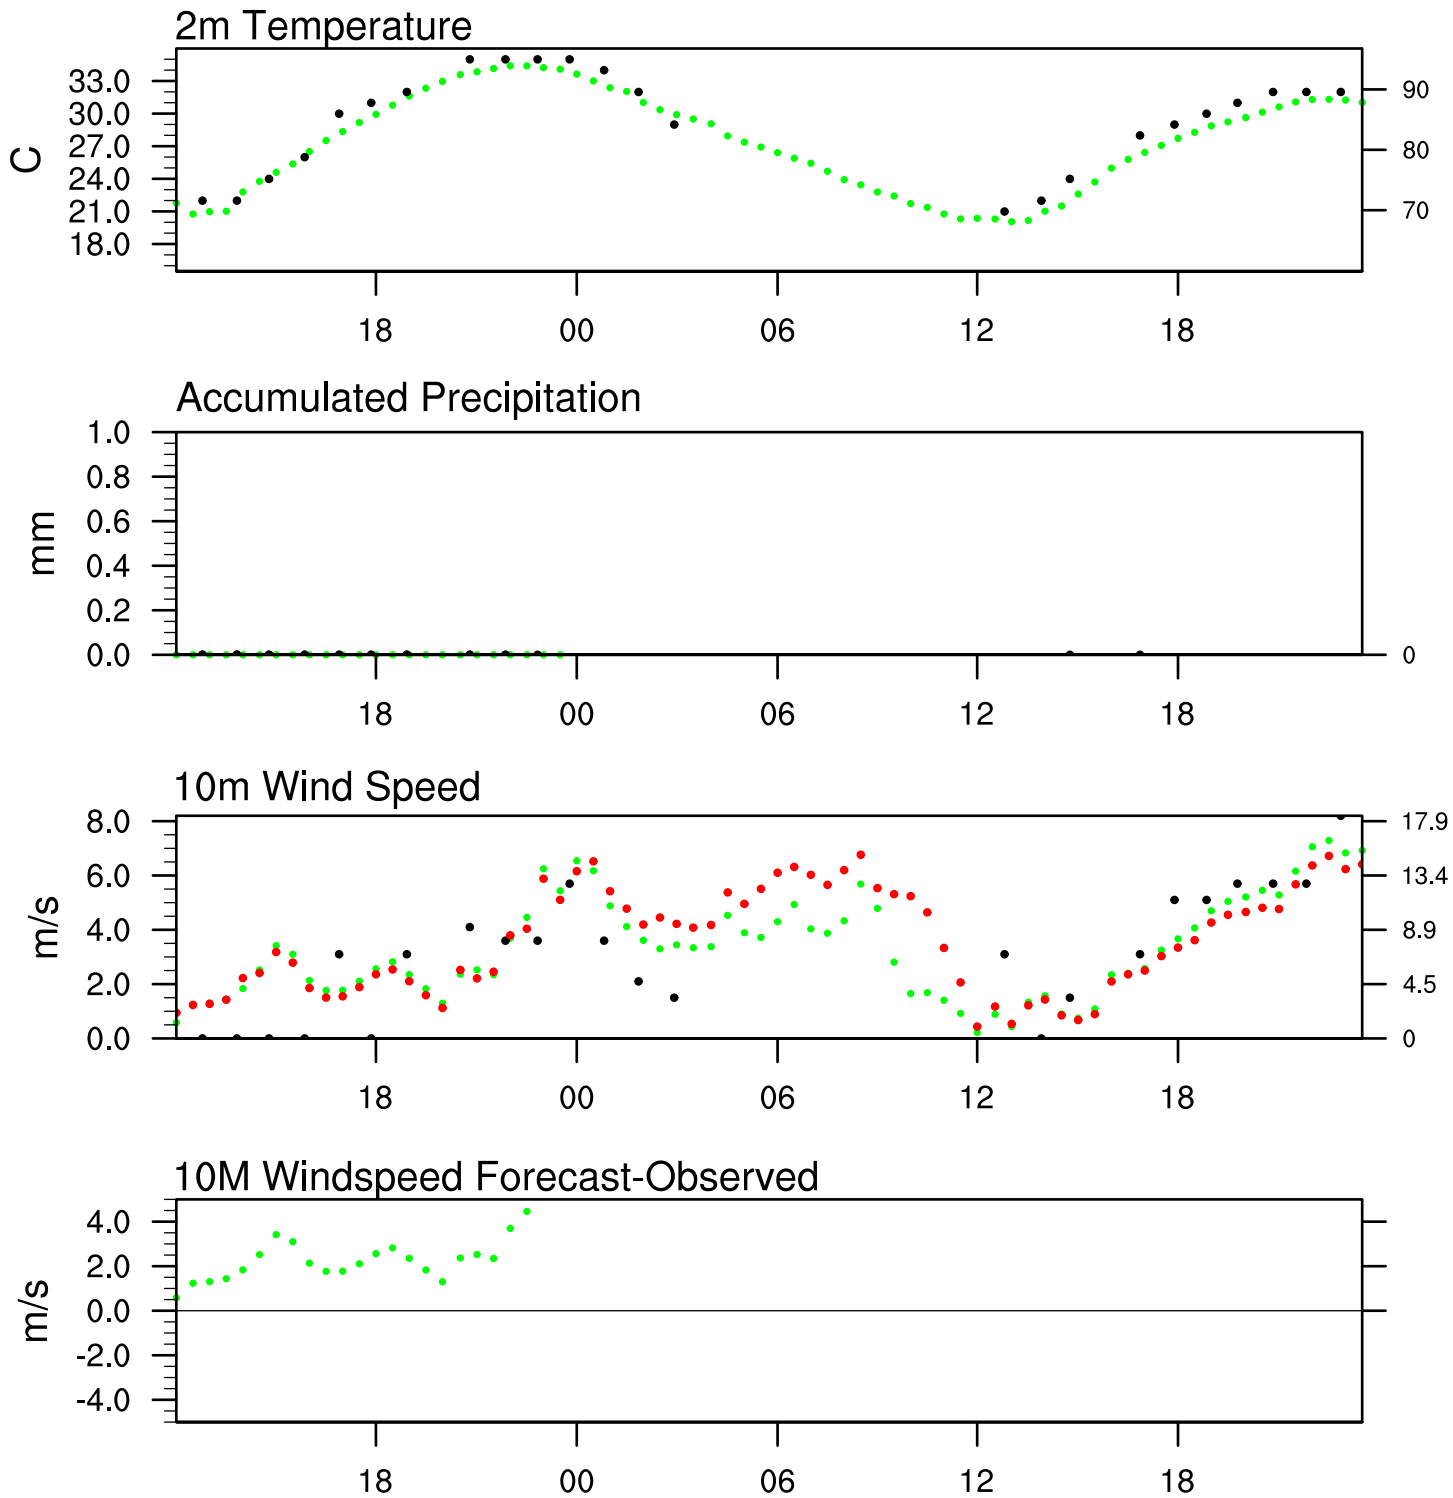 2m Temperature
C
33.0
30.0
27.0
24.0
21.0
18.0
90
80
70
18 00 06 12 18
Accumulated Precipitation
mm
1.0
0.8
0.6
0.4
0.2
0.0
0
18 00 06 12 18
10m Wind Speed
m/s
8.0
6.0
4.0
2.0
0.0
17.9
13.4
8.9
4.5
0
18 00 06 12 18
10M Windspeed Forecast-Observed
m/s
4.0
2.0
0.0
-2.0
-4.0
18 00 06 12 18